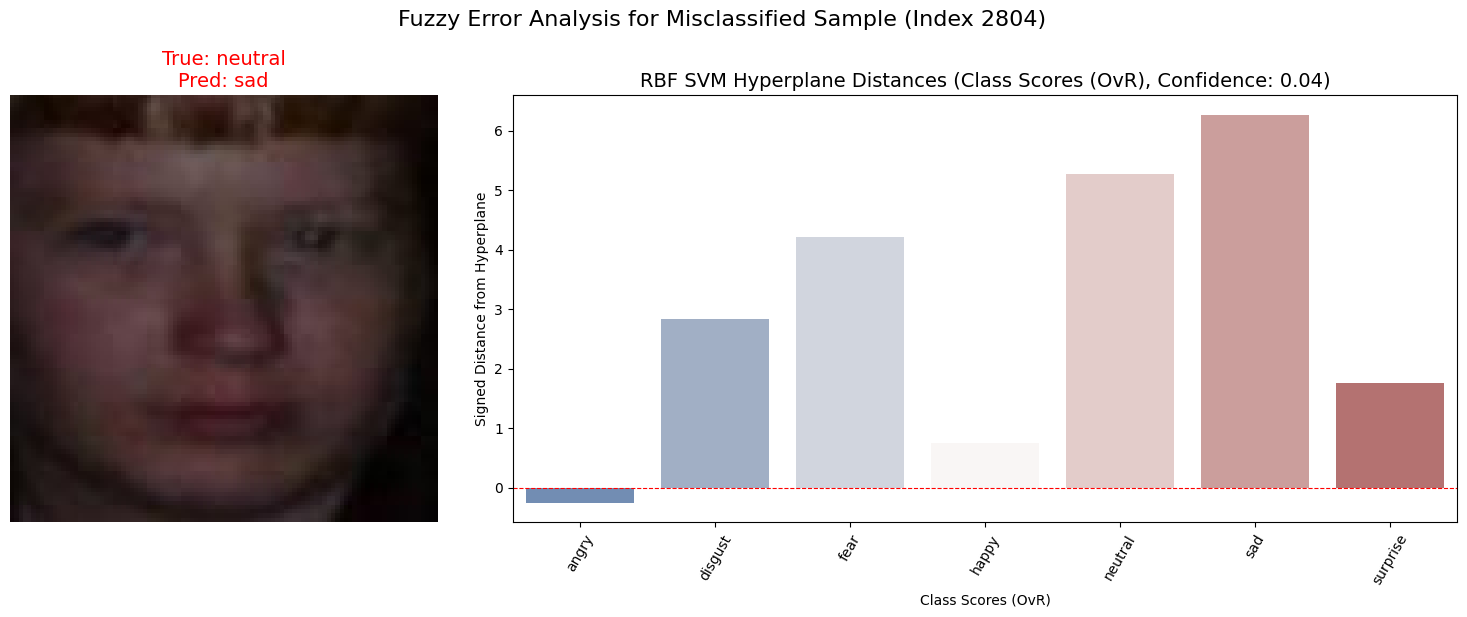 Fuzzy Error Analysis for Misclassified Sample (Index 2804)
True: neutral
Pred: sad
RBF SVM Hyperplane Distances (Class Scores (OvR), Confidence: 0.04)
Signed Distance from Hyperplane
6
5
4
3
2
1
0
angry
disgust
fear
happy
neutral
sad
surprise
Class Scores (OvR)